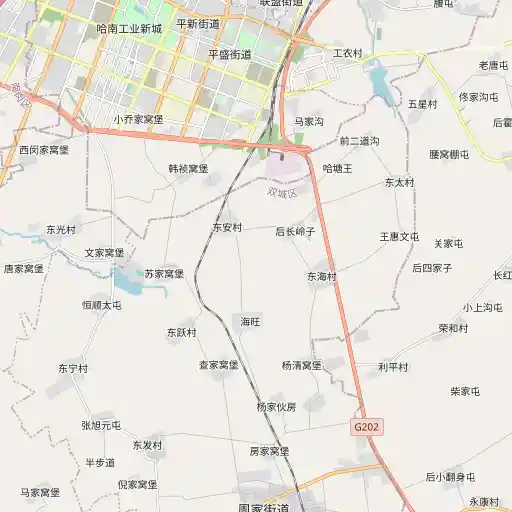 联盟街道
腰屯
平新街道
哈南工业新城
平盛街道
工农村
老唐屯
佟家沟屯
五星村
后霍
小乔家窝堡
马家沟
前二道沟
西闵家窝堡
腰窝棚屯
韩祯窝堡
哈塘王
东太村
双城区
东光村
东安村
后长岭子
王惠文屯
关家屯
文家窝堡
唐家窝堡
苏家窝堡
东海村
后四家子
长红
恒顺太屯
小上沟屯
海旺
荣和村
东跃村
查家窝堡
杨清窝堡
利平村
东宁村
柴家屯
杨家伙房
张旭元屯
G202
东发村
房家窝堡
半步道
后小翻身屯
倪家窝堡
马家窝堡
永康村
周家街道